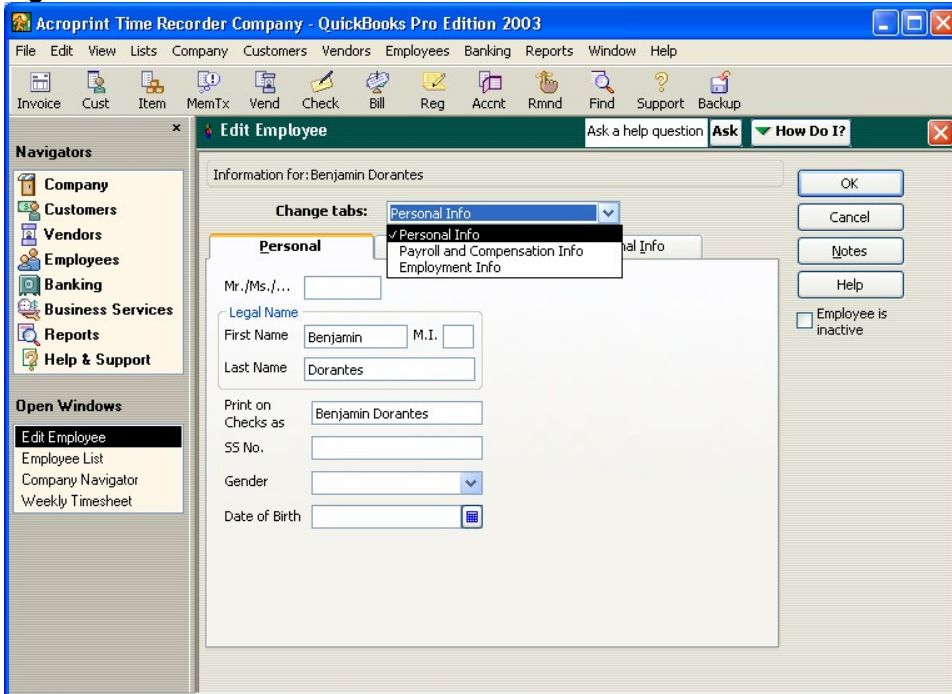 Acroprint Time Recorder Company - QuickBooks Pro Edition 2003
File Edit View Lists Company Customers Vendors Employees Banking Reports Window Help
Invoice Cust Item MemTx Vend Check Bill Reg Accnt Rmnd Find Support Backup
Navigators
Company
Customers
Vendors
Employees
Banking
Business Services
Reports
Help & Support
Open Windows
Edit Employee
Employee List
Company Navigator
Weekly Timesheet
Edit Employee Ask a help question Ask How Do I?
Information for: Benjamin Dorantes
Change tabs: Personal Info
Personal Info
Payroll and Compensation Info
Employment Info
Personal Info
Mr./Ms./...
Legal Name
First Name Benjamin M.I.
Last Name Dorantes
Print on
Checks as Benjamin Dorantes
SS No.
Gender
Date of Birth
OK
Cancel
Notes
Help
Employee is
inactive